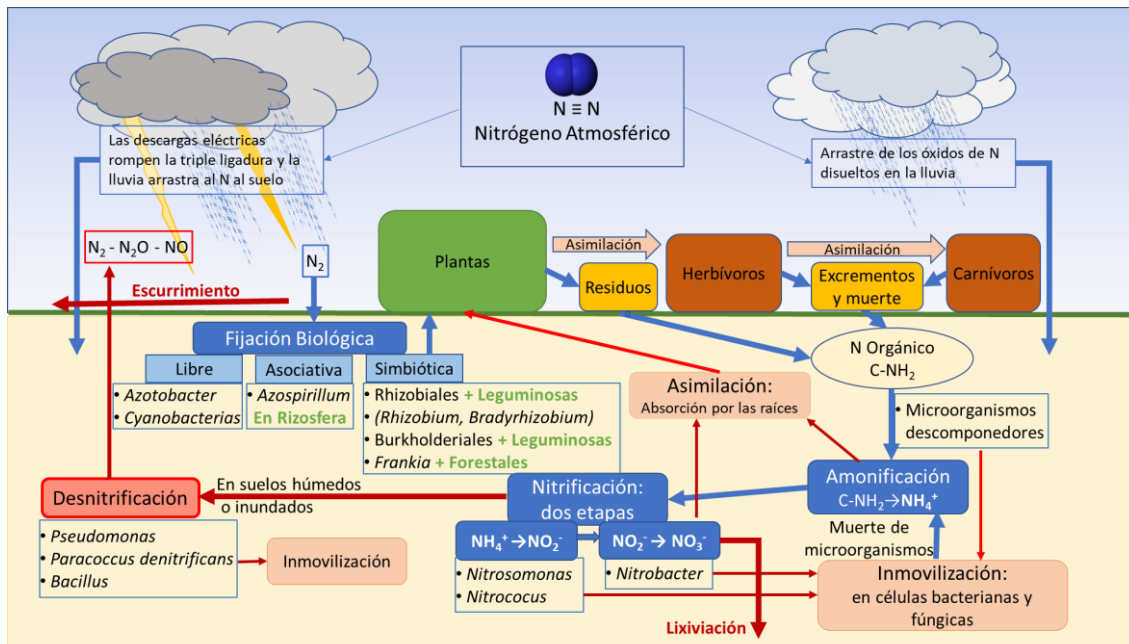 N ≡ N
Nitrógeno Atmosférico
Las descargas eléctricas
rompen la triple ligadura y la
lluvia arrastra al N al suelo
Arrastre de los óxidos de N
disueltos en la lluvia
N₂ - N₂O - NO
N₂
Escurrimiento
Plantas
Asimilación
Residuos
Herbívoros
Asimilación
Excrementos
y muerte
Carnívoros
Fijación Biológica
Libre
• Azotobacter
• Cyanobacterias
Asociativa
• Azospirillum
En Rizosfera
Simbiótica
• Rhizobiales + Leguminosas
• (Rhizobium, Bradyrhizobium)
• Burkholderiales + Leguminosas
• Frankia + Forestales
N Orgánico
C-NH₂
Asimilación:
Absorción por las raíces
• Microorganismos
descomponedores
Amonificación
C-NH₂→NH₄⁺
Muerte de
microorganismos
Desnitrificación
En suelos húmedos
o inundados
Nitrificación:
dos etapas
NH₄⁺→NO₂⁻
NO₂⁻ → NO₃⁻
• Pseudomonas
• Paracoccus denitrificans
• Bacillus
Inmovilización
• Nitrosomonas
• Nitrococus
• Nitrobacter
Inmovilización:
en células bacterianas y
fúngicas
Lixiviación